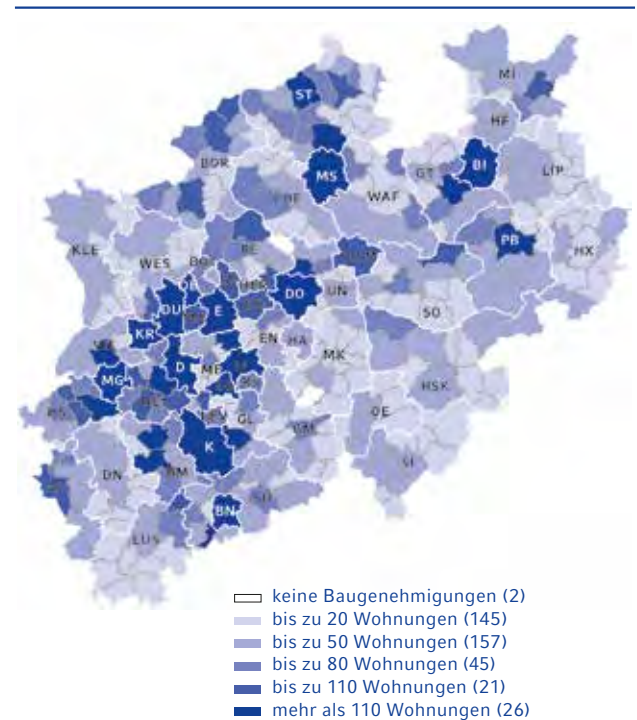 MI
ST
HF
BOR
MS
GT
BI
LIP
WAF
KLE
RE
PB
HX
WES
BO
DO
UN
DU
E
SO
KR
EN
HA
MK
D
ME
MG
HSK
GL
OE
K
DN
BM
SI
SU
BN
EUS
keine Baugenehmigungen (2)
bis zu 20 Wohnungen (145)
bis zu 50 Wohnungen (157)
bis zu 80 Wohnungen (45)
bis zu 110 Wohnungen (21)
mehr als 110 Wohnungen (26)